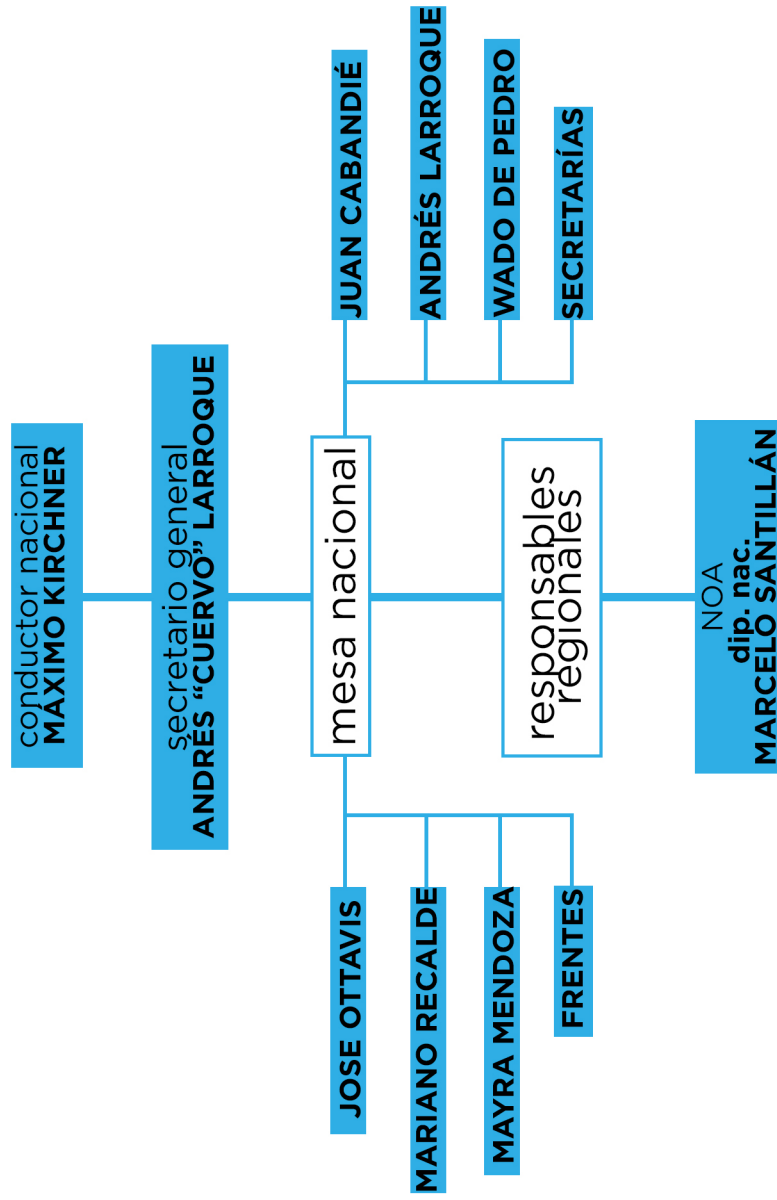 conductor nacional
MÁXIMO KIRCHNER
secretario general
ANDRÉS “CUERVO” LARROQUE
mesa nacional
JOSE OTTAVIS
MARIANO RECALDE
MAYRA MENDOZA
FRENTES
JUAN CABANDIÉ
ANDRÉS LARROQUE
WADO DE PEDRO
SECRETARÍAS
responsables
regionales
NOA
dip. nac.
MARCELO SANTILLÁN